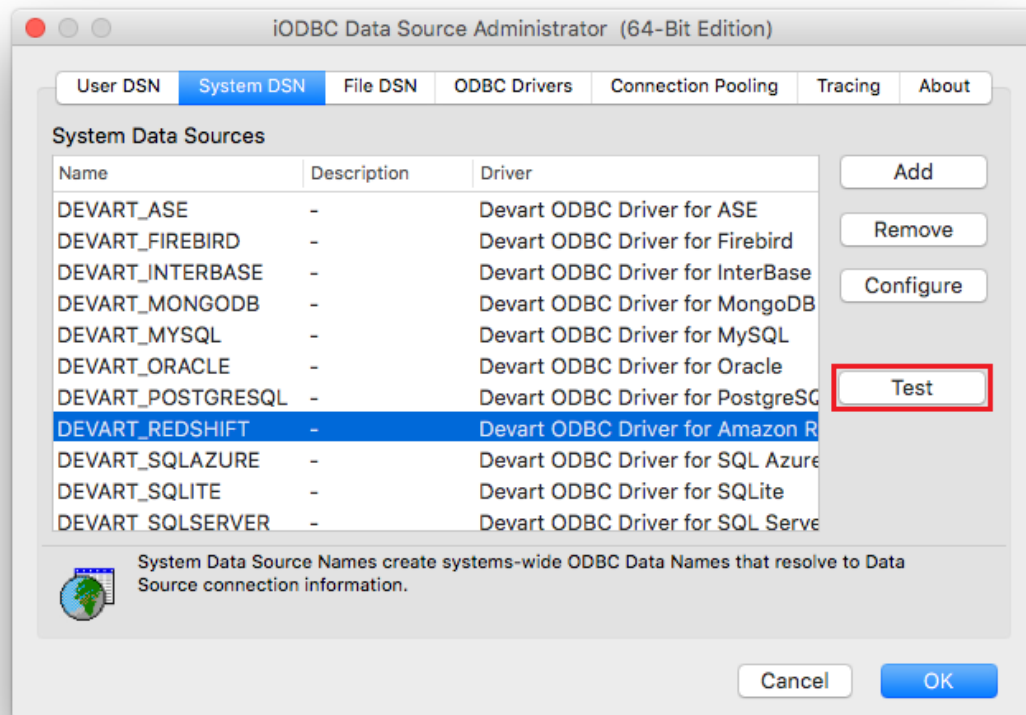 iODBC Data Source Administrator (64-Bit Edition)
User DSN System DSN File DSN ODBC Drivers Connection Pooling Tracing About
System Data Sources
Name Description Driver
Add
DEVART_ASE - Devart ODBC Driver for ASE
Remove
DEVART_FIREBIRD - Devart ODBC Driver for Firebird
DEVART_INTERBASE - Devart ODBC Driver for InterBase
Configure
DEVART_MONGODB - Devart ODBC Driver for MongoDB
DEVART_MYSQL - Devart ODBC Driver for MySQL
DEVART_ORACLE - Devart ODBC Driver for Oracle
Test
DEVART_POSTGRESQL - Devart ODBC Driver for PostgreSQ
DEVART_REDSHIFT - Devart ODBC Driver for Amazon R
DEVART_SQLAZURE - Devart ODBC Driver for SQL Azure
DEVART_SQLITE - Devart ODBC Driver for SQLite
DEVART_SQLSERVER - Devart ODBC Driver for SQL Serve
System Data Source Names create systems-wide ODBC Data Names that resolve to Data
Source connection information.
Cancel OK